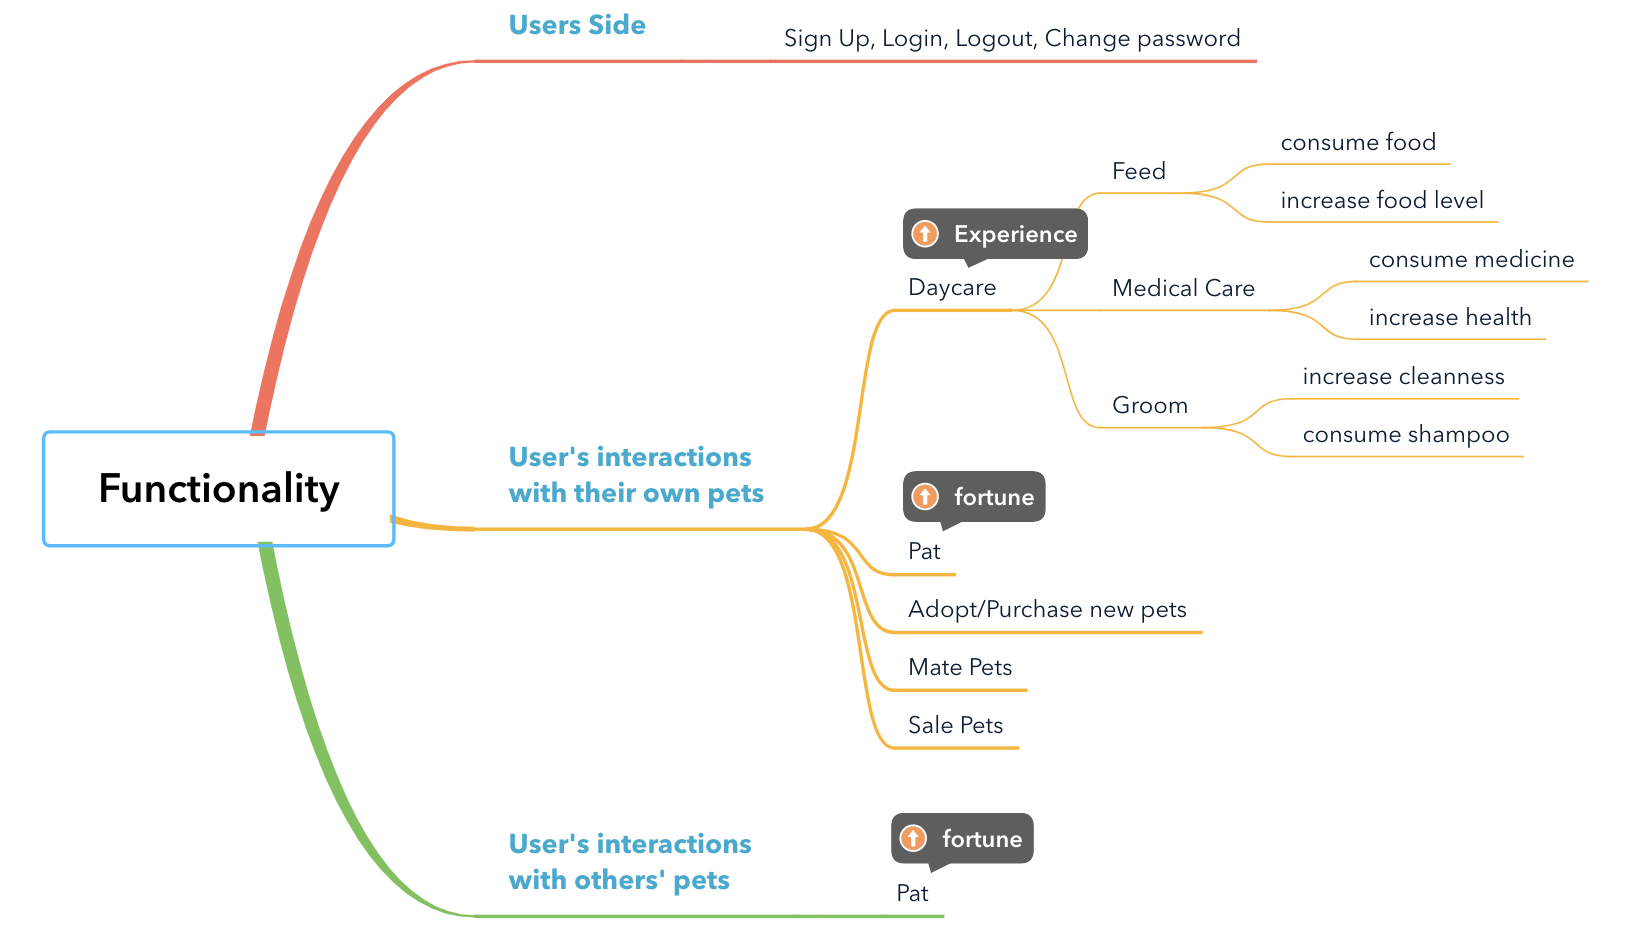 Users Side
Sign Up, Login, Logout, Change password
Functionality
User's interactions
with their own pets
Experience
Daycare
Feed
consume food
increase food level
Medical Care
consume medicine
increase health
Groom
increase cleanness
consume shampoo
fortune
Pat
Adopt/Purchase new pets
Mate Pets
Sale Pets
User's interactions
with others' pets
fortune
Pat